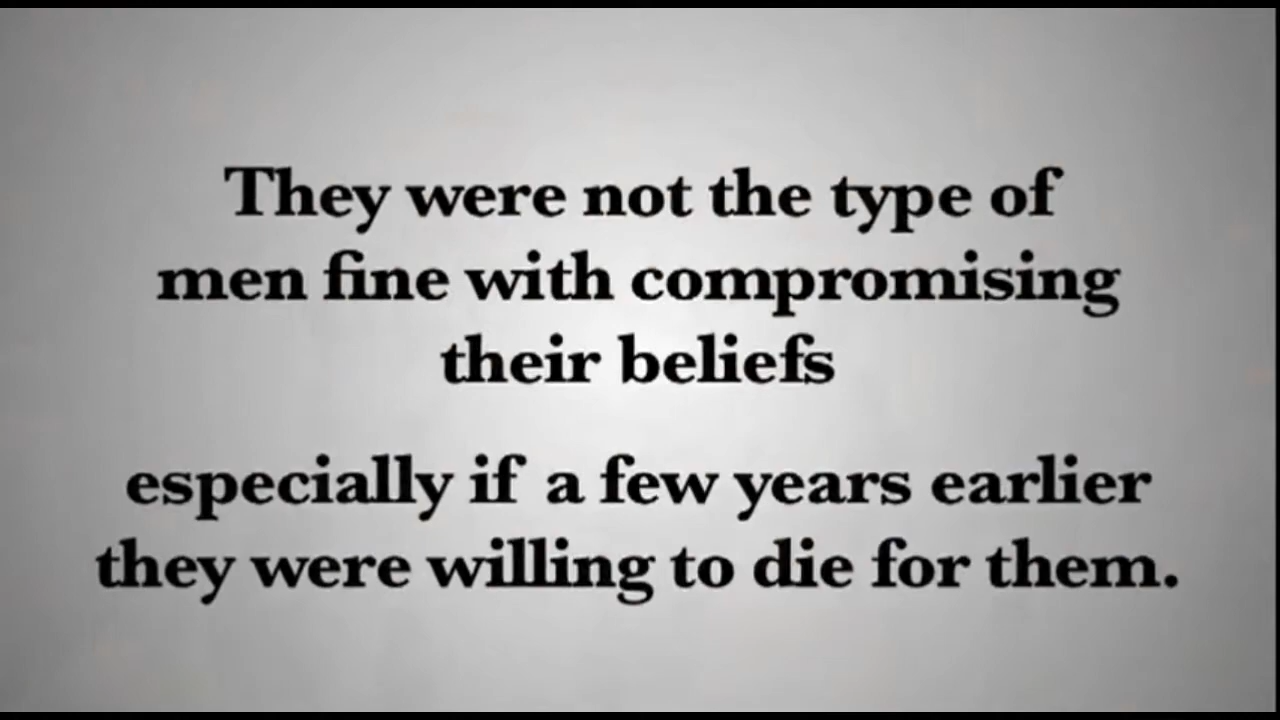 They were not the type of
men fine with compromising
their beliefs
especially if a few years earlier
they were willing to die for them.